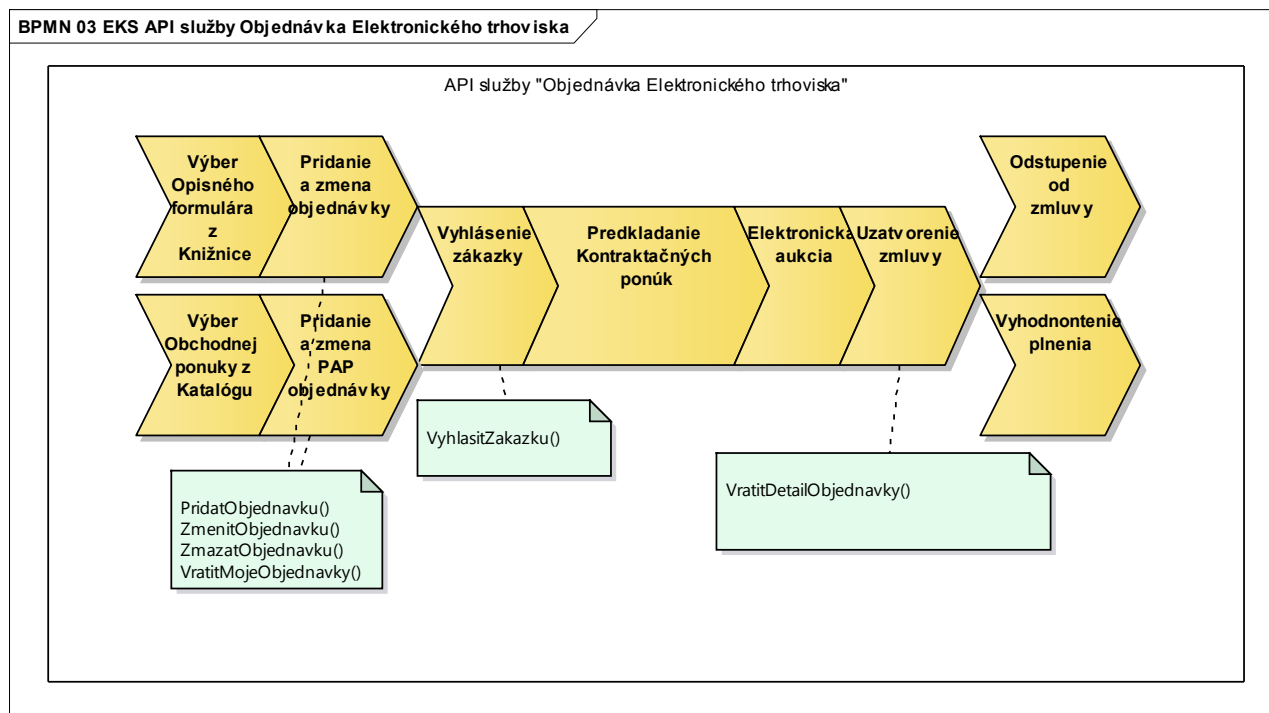 BPMN 03 EKS API služby Objednávka Elektronického trhoviska
API služby "Objednávka Elektronického trhoviska"
Výber
Opisného
formulára
z
Knižnice
Pridanie
a zmena
objednávky
Výber
Obchodnej
ponuky z
Katalógu
Pridanie
a zmena
PAP
objednávky
Vyhlásenie
zákazky
Predkladanie
Kontraktačných
ponúk
Elektronická
aukcia
Uzatvorenie
zmluvy
Odstupenie
od
zmluvy
Vyhodnontenie
plnenia
PridatObjednavku()
ZmenitObjednavku()
ZmazatObjednavku()
VratitMojeObjednavky()
VyhlasitZakazku()
VratitDetailObjednavky()